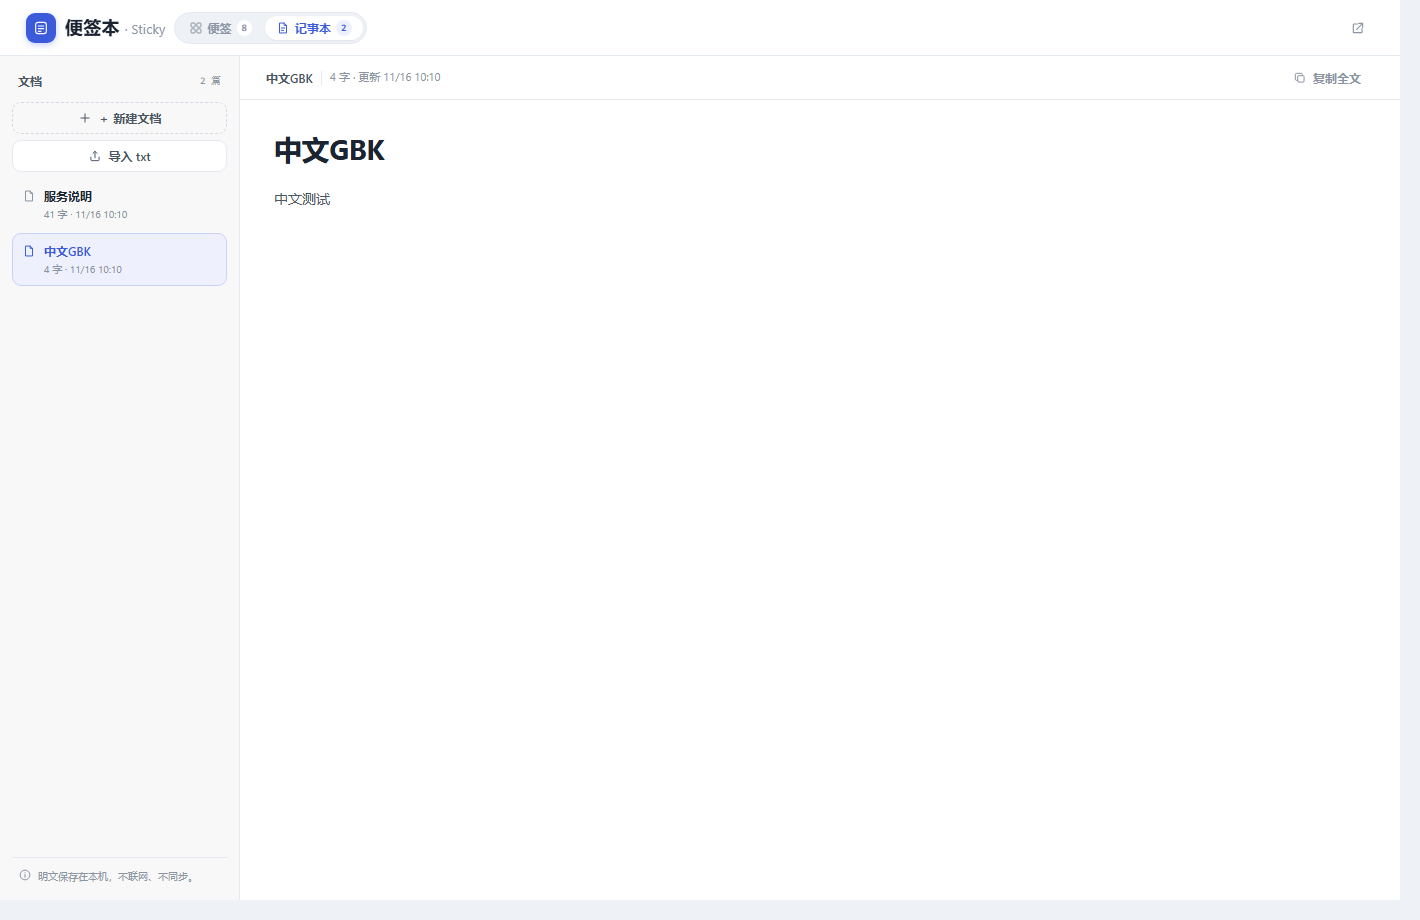 便签本 · Sticky
便签 8
记事本 2
文档 2 篇
+ 新建文档
导入 txt
服务说明
41 字 · 11/16 10:10
中文GBK
4 字 · 11/16 10:10
明文保存在本机，不联网、不同步。
中文GBK
4 字 · 更新 11/16 10:10
复制全文
中文GBK
中文测试